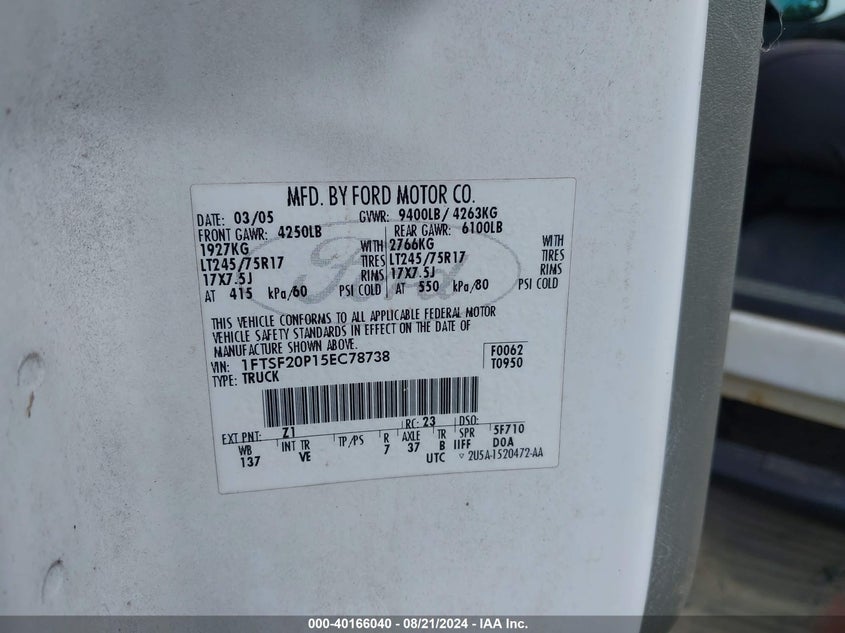 MFD. BY FORD MOTOR CO.
DATE: 03/05 GVWR: 9400LB/ 4263KG
FRONT GAWR: 4250LB REAR GAWR: 6100LB
1927KG WITH 2766KG WITH
LT245/75R17 TIRES LT245/75R17 TIRES
17X7.5J RIMS 17X7.5J RIMS
AT 415 kPa/60 PSI COLD AT 550 kPa/80 PSI COLD
THIS VEHICLE CONFORMS TO ALL APPLICABLE FEDERAL MOTOR
VEHICLE SAFETY STANDARDS IN EFFECT ON THE DATE OF
MANUFACTURE SHOWN ABOVE.
VIN: 1FTSF20P15EC78738 F0062
TYPE: TRUCK T0950
EXT PNT: Z1 RC: 23 DSO:
WB INT TR TP/PS R AXLE TR SPR 5F710
137 VE 7 37 B IIFF D0A
UTC 2U5A-1520472-AA
Ford
000-40166040 - 08/21/2024 - IAA Inc.